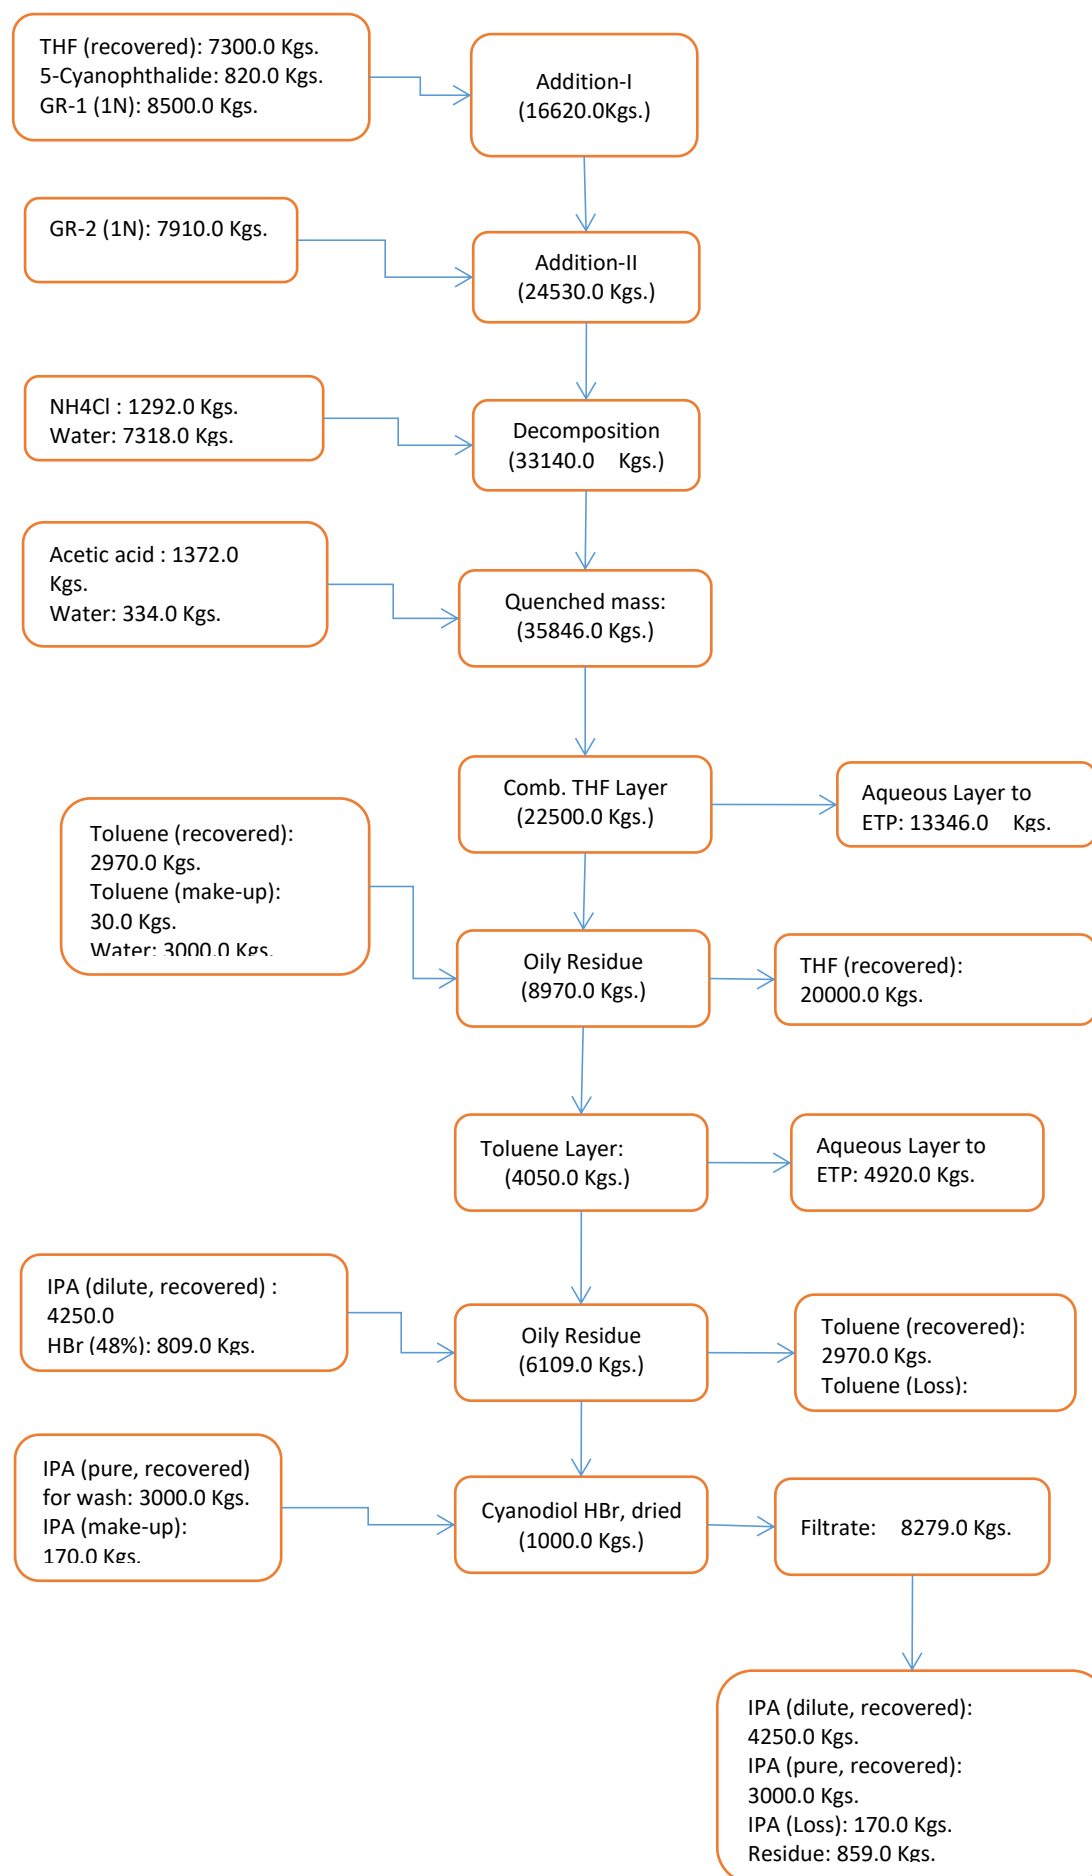 THF (recovered): 7300.0 Kgs.
5-Cyanophthalide: 820.0 Kgs.
GR-1 (1N): 8500.0 Kgs.
Addition-I
(16620.0Kgs.)
GR-2 (1N): 7910.0 Kgs.
Addition-II
(24530.0 Kgs.)
NH4Cl : 1292.0 Kgs.
Water: 7318.0 Kgs.
Decomposition
(33140.0 Kgs.)
Acetic acid : 1372.0
Kgs.
Water: 334.0 Kgs.
Quenched mass:
(35846.0 Kgs.)
Comb. THF Layer
(22500.0 Kgs.)
Aqueous Layer to
ETP: 13346.0 Kgs.
Toluene (recovered):
2970.0 Kgs.
Toluene (make-up):
30.0 Kgs.
Water: 3000.0 Kgs.
Oily Residue
(8970.0 Kgs.)
THF (recovered):
20000.0 Kgs.
Toluene Layer:
(4050.0 Kgs.)
Aqueous Layer to
ETP: 4920.0 Kgs.
IPA (dilute, recovered) :
4250.0
HBr (48%): 809.0 Kgs.
Oily Residue
(6109.0 Kgs.)
Toluene (recovered):
2970.0 Kgs.
Toluene (Loss):
IPA (pure, recovered)
for wash: 3000.0 Kgs.
IPA (make-up):
170.0 Kgs.
Cyanodiol HBr, dried
(1000.0 Kgs.)
Filtrate: 8279.0 Kgs.
IPA (dilute, recovered):
4250.0 Kgs.
IPA (pure, recovered):
3000.0 Kgs.
IPA (Loss): 170.0 Kgs.
Residue: 859.0 Kgs.